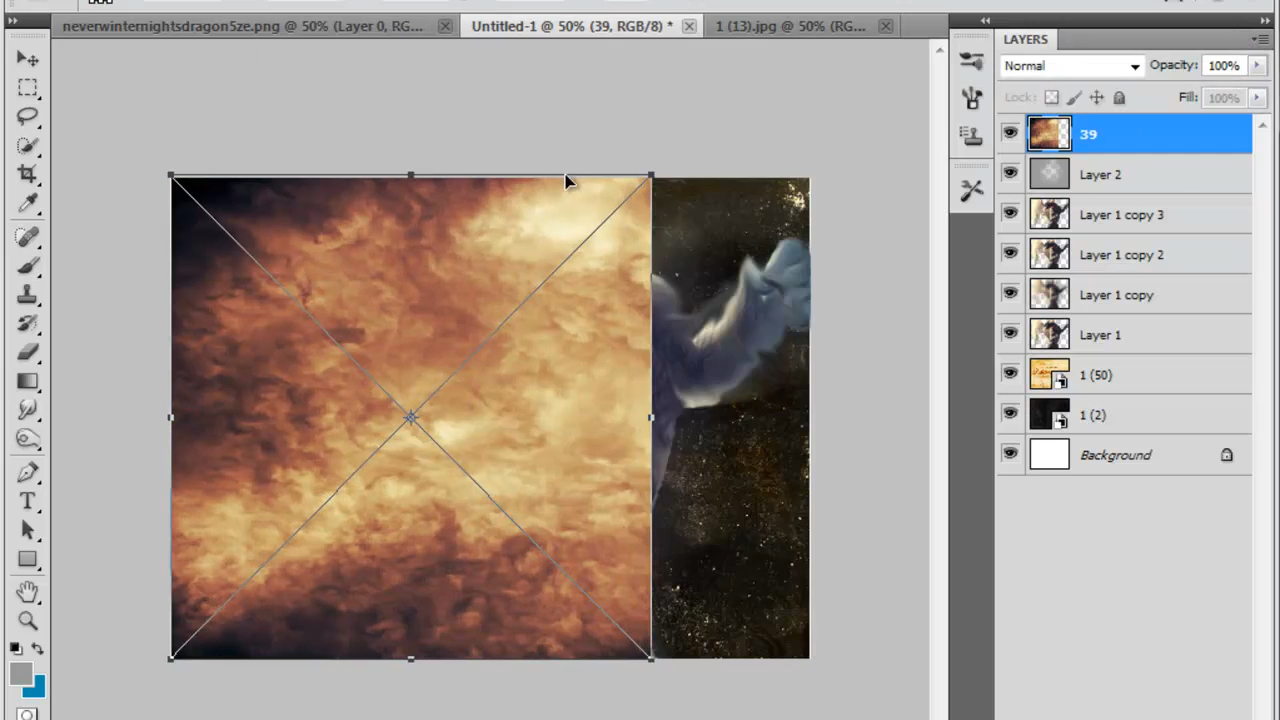 neverwinternightsdragon5ze.png @ 50% (Layer 0, RG...
Untitled-1 @ 50% (39, RGB/8) *
1 (13).jpg @ 50% (RG...
LAYERS
Normal
Opacity: 100%
Lock:
Fill: 100%
39
Layer 2
Layer 1 copy 3
Layer 1 copy 2
Layer 1 copy
Layer 1
1 (50)
1 (2)
Background
T